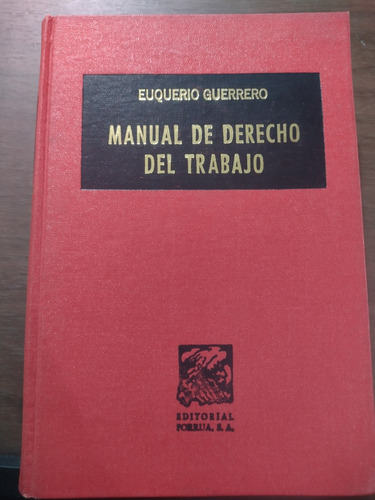 EUQUERIO GUERRERO
MANUAL DE DERECHO
DEL TRABAJO
EDITORIAL
PORRUA, S. A.